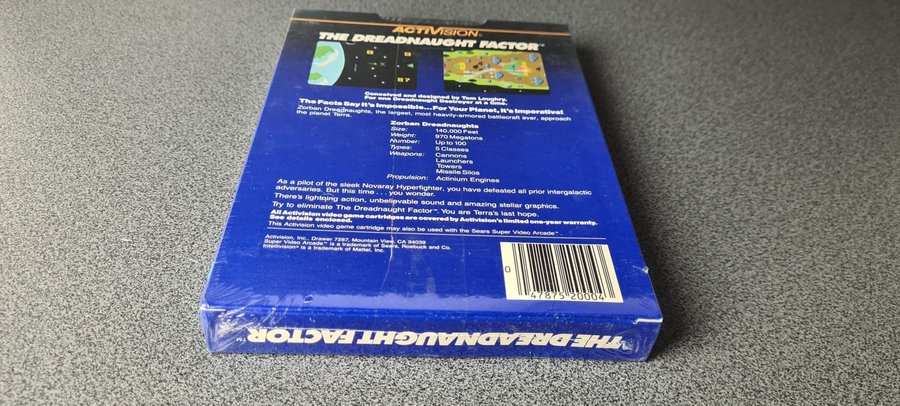 ACTIVISION®
THE DREADNAUGHT FACTOR™
87
Conceived and designed by Tom Loughry.
For one Dreadnaught Destroyer at a time.
The Facts Say It's Impossible...For Your Planet, It's Imperative!
Zorban Dreadnaughts, the largest, most heavily-armored battlecraft ever, approach
the planet Terra.
Zorban Dreadnaughts
Size: 140,000 Feet
Weight: 970 Megatons
Number: Up to 100
Types: 5 Classes
Weapons: Cannons
Launchers
Towers
Missile Silos
Propulsion: Actinium Engines
As a pilot of the sleek Novaray Hyperfighter, you have defeated all prior intergalactic
adversaries. But this time . . . you wonder.
There's lightning action, unbelievable sound and amazing stellar graphics.
Try to eliminate The Dreadnaught Factor™. You are Terra's last hope.
All Activision video game cartridges are covered by Activision's limited one-year warranty.
See details enclosed.
This Activision video game cartridge may also be used with the Sears Super Video Arcade™.
Activision, Inc., Drawer 7287, Mountain View, CA 94039
Super Video Arcade™ is a trademark of Sears, Roebuck and Co.
Intellivision® is a trademark of Mattel, Inc.
0 47875 20004
THE DREADNAUGHT FACTOR™